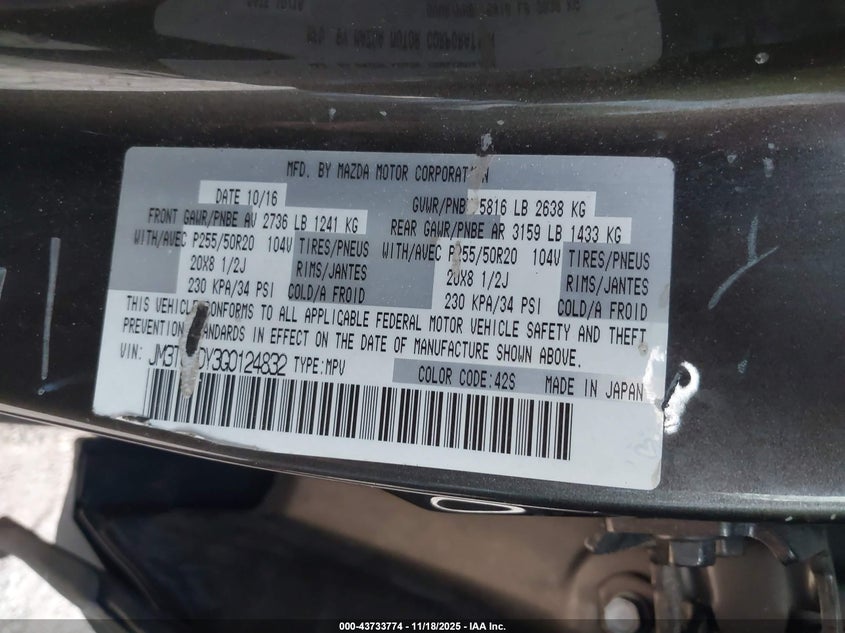 MFD. BY MAZDA MOTOR CORPORATION
DATE 10/16 GVWR/PNBV 5816 LB 2638 KG
FRONT GAWR/PNBE AV 2736 LB 1241 KG REAR GAWR/PNBE AR 3159 LB 1433 KG
WITH/AVEC P255/50R20 104V TIRES/PNEUS WITH/AVEC P255/50R20 104V TIRES/PNEUS
20X8 1/2J RIMS/JANTES 20X8 1/2J RIMS/JANTES
230 KPA/34 PSI COLD/A FROID 230 KPA/34 PSI COLD/A FROID
THIS VEHICLE CONFORMS TO ALL APPLICABLE FEDERAL MOTOR VEHICLE SAFETY AND THEFT
PREVENTION STANDARDS IN EFFECT ON THE DATE OF MANUFACTURE SHOWN ABOVE.
VIN: TYPE:MPV
COLOR CODE:42S MADE IN JAPAN
000-43733774 - 11/18/2025 - IAA Inc.